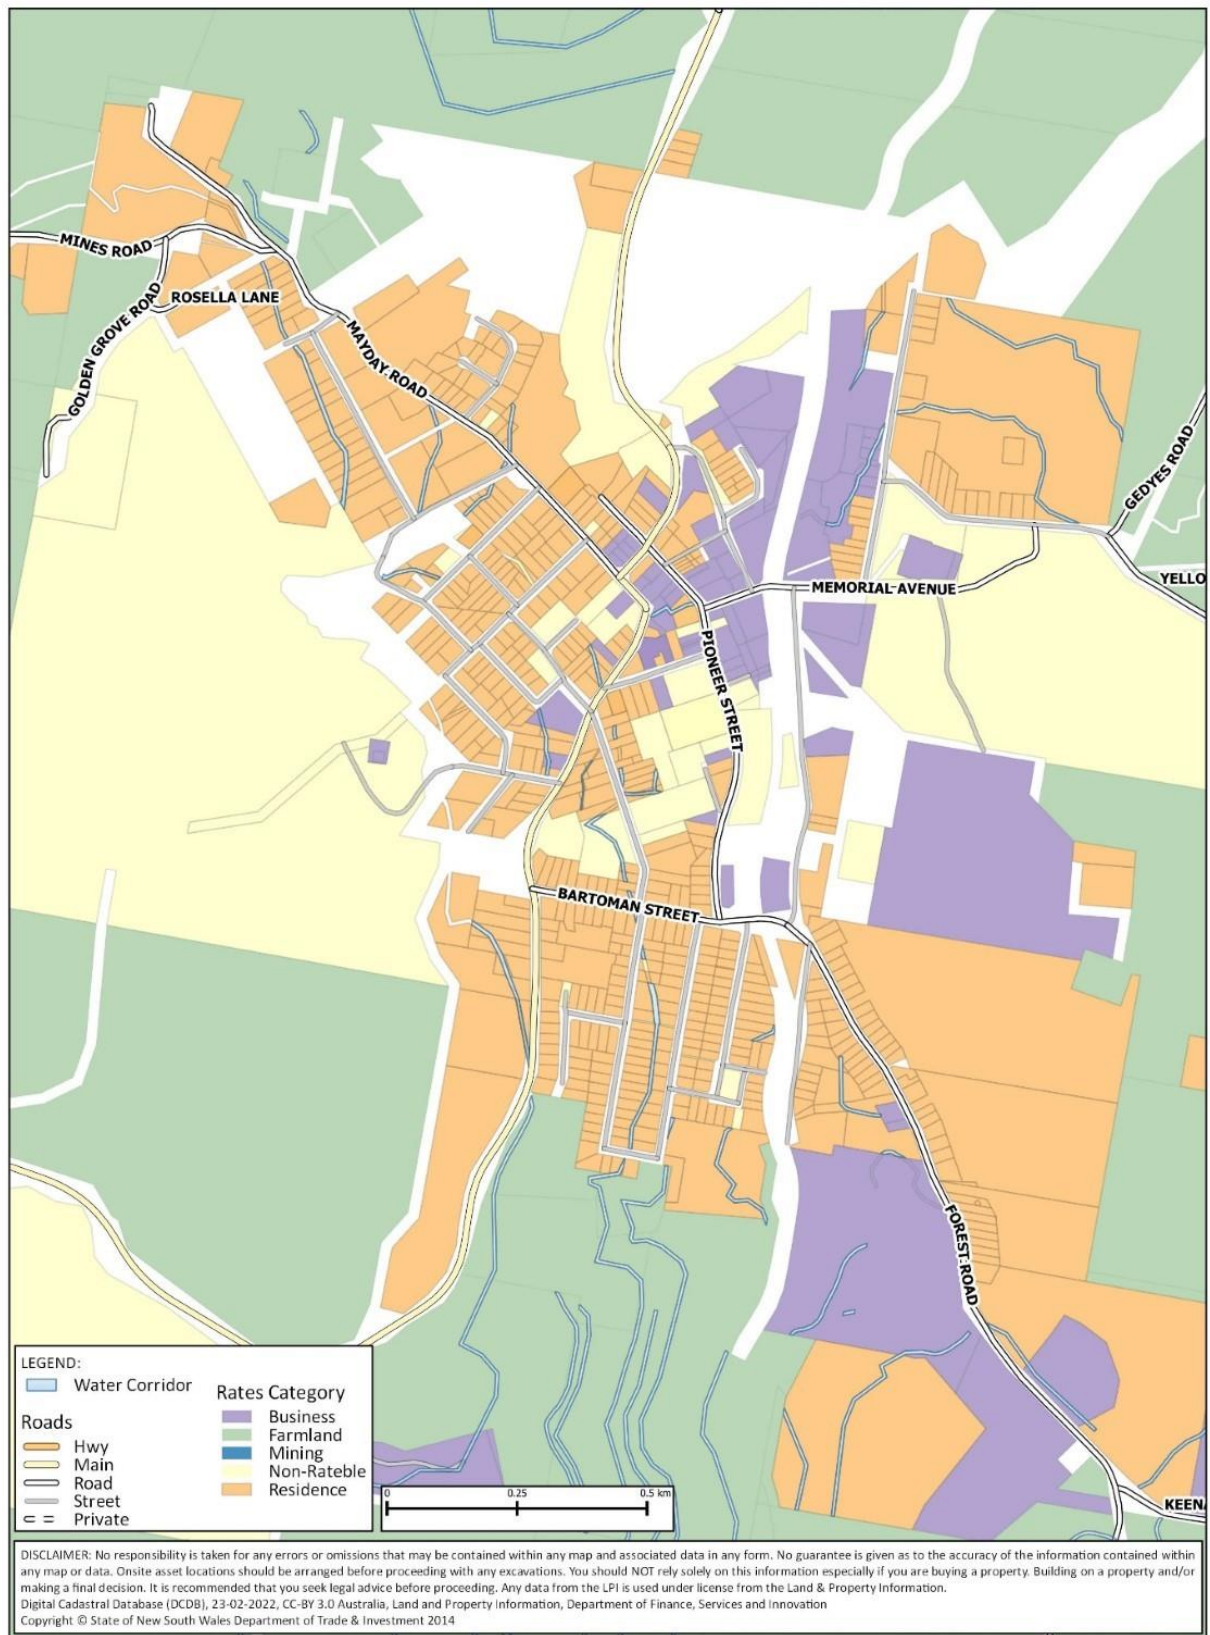 MINES ROAD
ROSELLA LANE
GOLDEN GROVE ROAD
MAYDAY ROAD
GEDYES ROAD
MEMORIAL AVENUE
YELLO
PIONEER STREET
BARTOMAN STREET
FOREST ROAD
KEEN
LEGEND:
Water Corridor
Roads
Hwy
Main
Road
Street
Private
Rates Category
Business
Farmland
Mining
Non-Rateble
Residence
0 0.25 0.5 km
DISCLAIMER: No responsibility is taken for any errors or omissions that may be contained within any map and associated data in any form. No guarantee is given as to the accuracy of the information contained within
any map or data. Onsite asset locations should be arranged before proceeding with any excavations. You should NOT rely solely on this information especially if you are buying a property. Building on a property and/or
making a final decision. It is recommended that you seek legal advice before proceeding. Any data from the LPI is used under license from the Land & Property Information.
Digital Cadastral Database (DCDB), 23-02-2022, CC-BY 3.0 Australia, Land and Property Information, Department of Finance, Services and Innovation
Copyright © State of New South Wales Department of Trade & Investment 2014